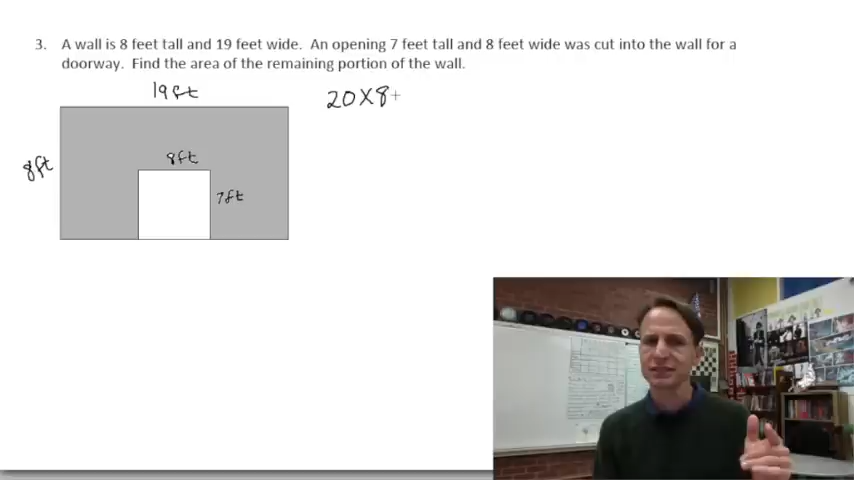 3. A wall is 8 feet tall and 19 feet wide. An opening 7 feet tall and 8 feet wide was cut into the wall for a
doorway. Find the area of the remaining portion of the wall.
19ft
20X8
8ft
8ft
7ft